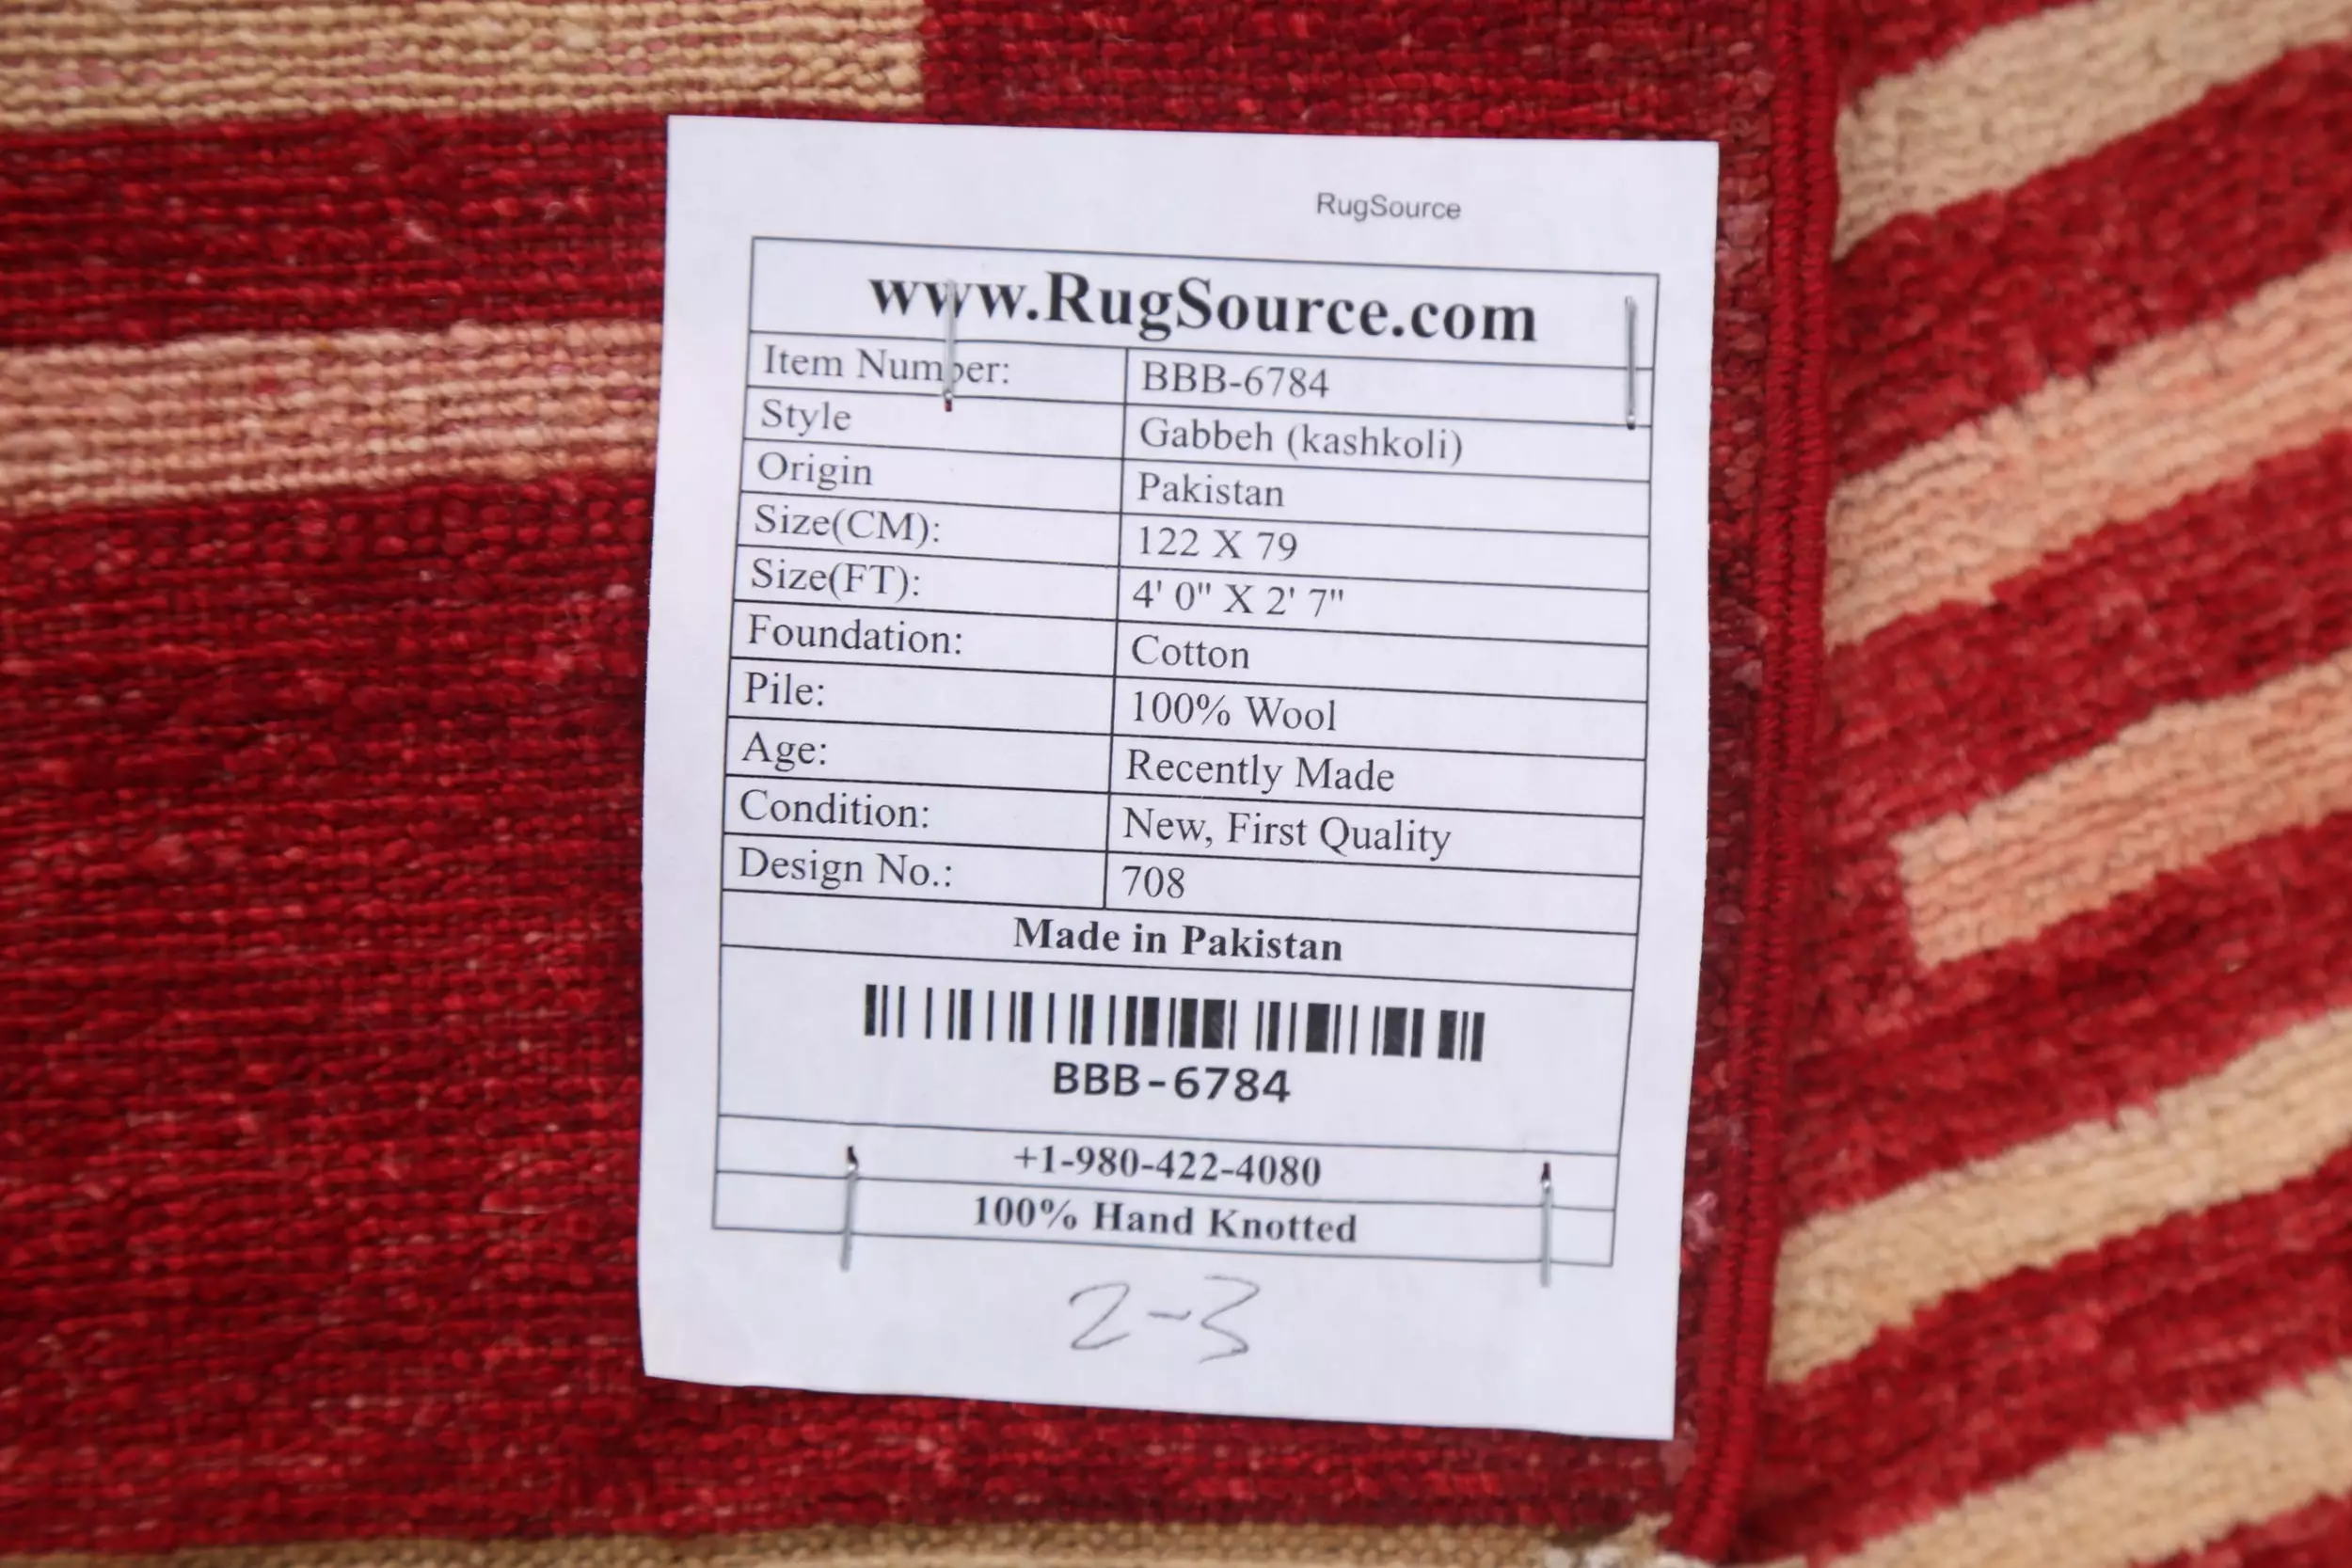 RugSource
www.RugSource.com
Item Number: BBB-6784
Style Gabbeh (kashkoli)
Origin Pakistan
Size(CM): 122 X 79
Size(FT): 4' 0" X 2' 7"
Foundation: Cotton
Pile: 100% Wool
Age: Recently Made
Condition: New, First Quality
Design No.: 708
Made in Pakistan
BBB-6784
+1-980-422-4080
100% Hand Knotted
2-3